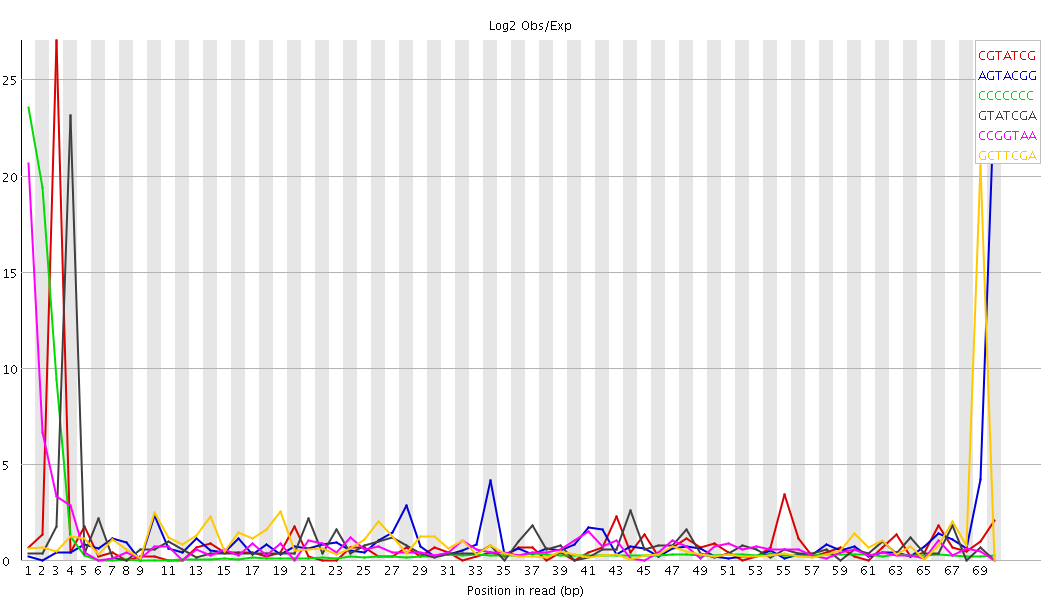 Log2 Obs/Exp
CGTATCG
AGTACGG
CCCCCCC
GTATCGA
CCGGTAA
GCTTCGA
25
20
15
10
5
0
1 2 3 4 5 6 7 8 9 11 13 15 17 19 21 23 25 27 29 31 33 35 37 39 41 43 45 47 49 51 53 55 57 59 61 63 65 67 69
Position in read (bp)